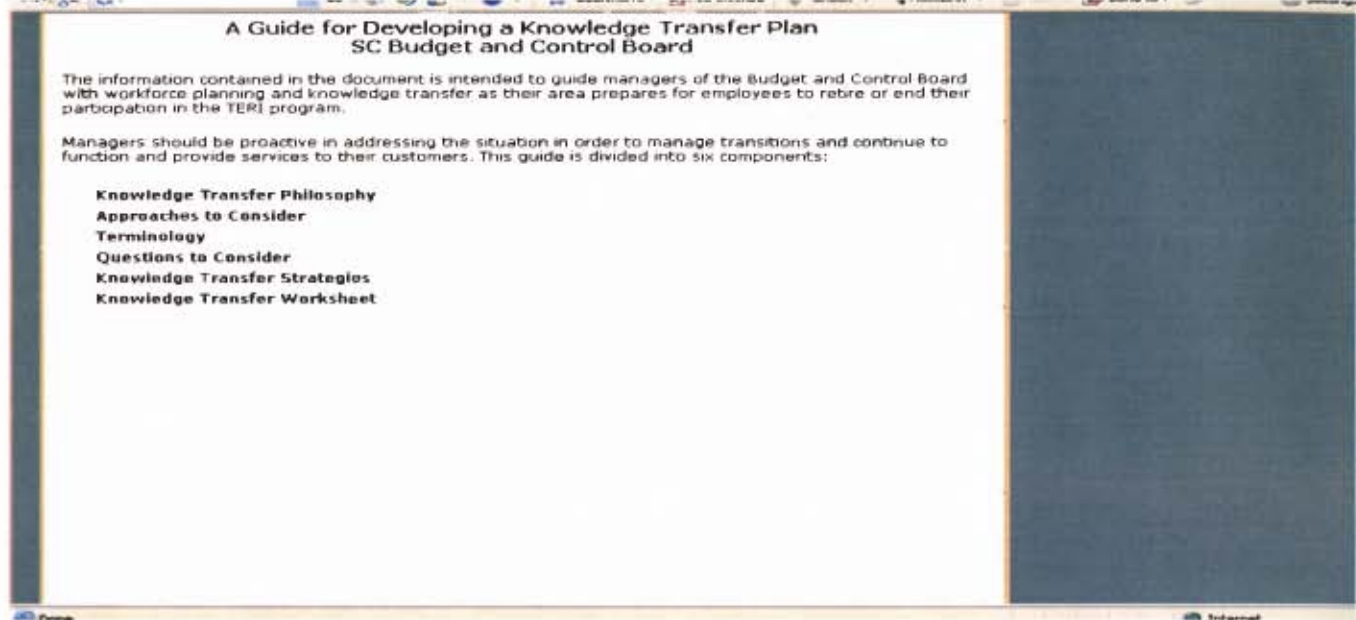 A Guide for Developing a Knowledge Transfer Plan
SC Budget and Control Board
The information contained in the document is intended to guide managers of the Budget and Control Board
with workforce planning and knowledge transfer as their area prepares for employees to retire or end their
participation in the TERI program.
Managers should be proactive in addressing the situation in order to manage transitions and continue to
function and provide services to their customers. This guide is divided into six components:
Knowledge Transfer Philosophy
Approaches to Consider
Terminology
Questions to Consider
Knowledge Transfer Strategies
Knowledge Transfer Worksheet
Done
Internet